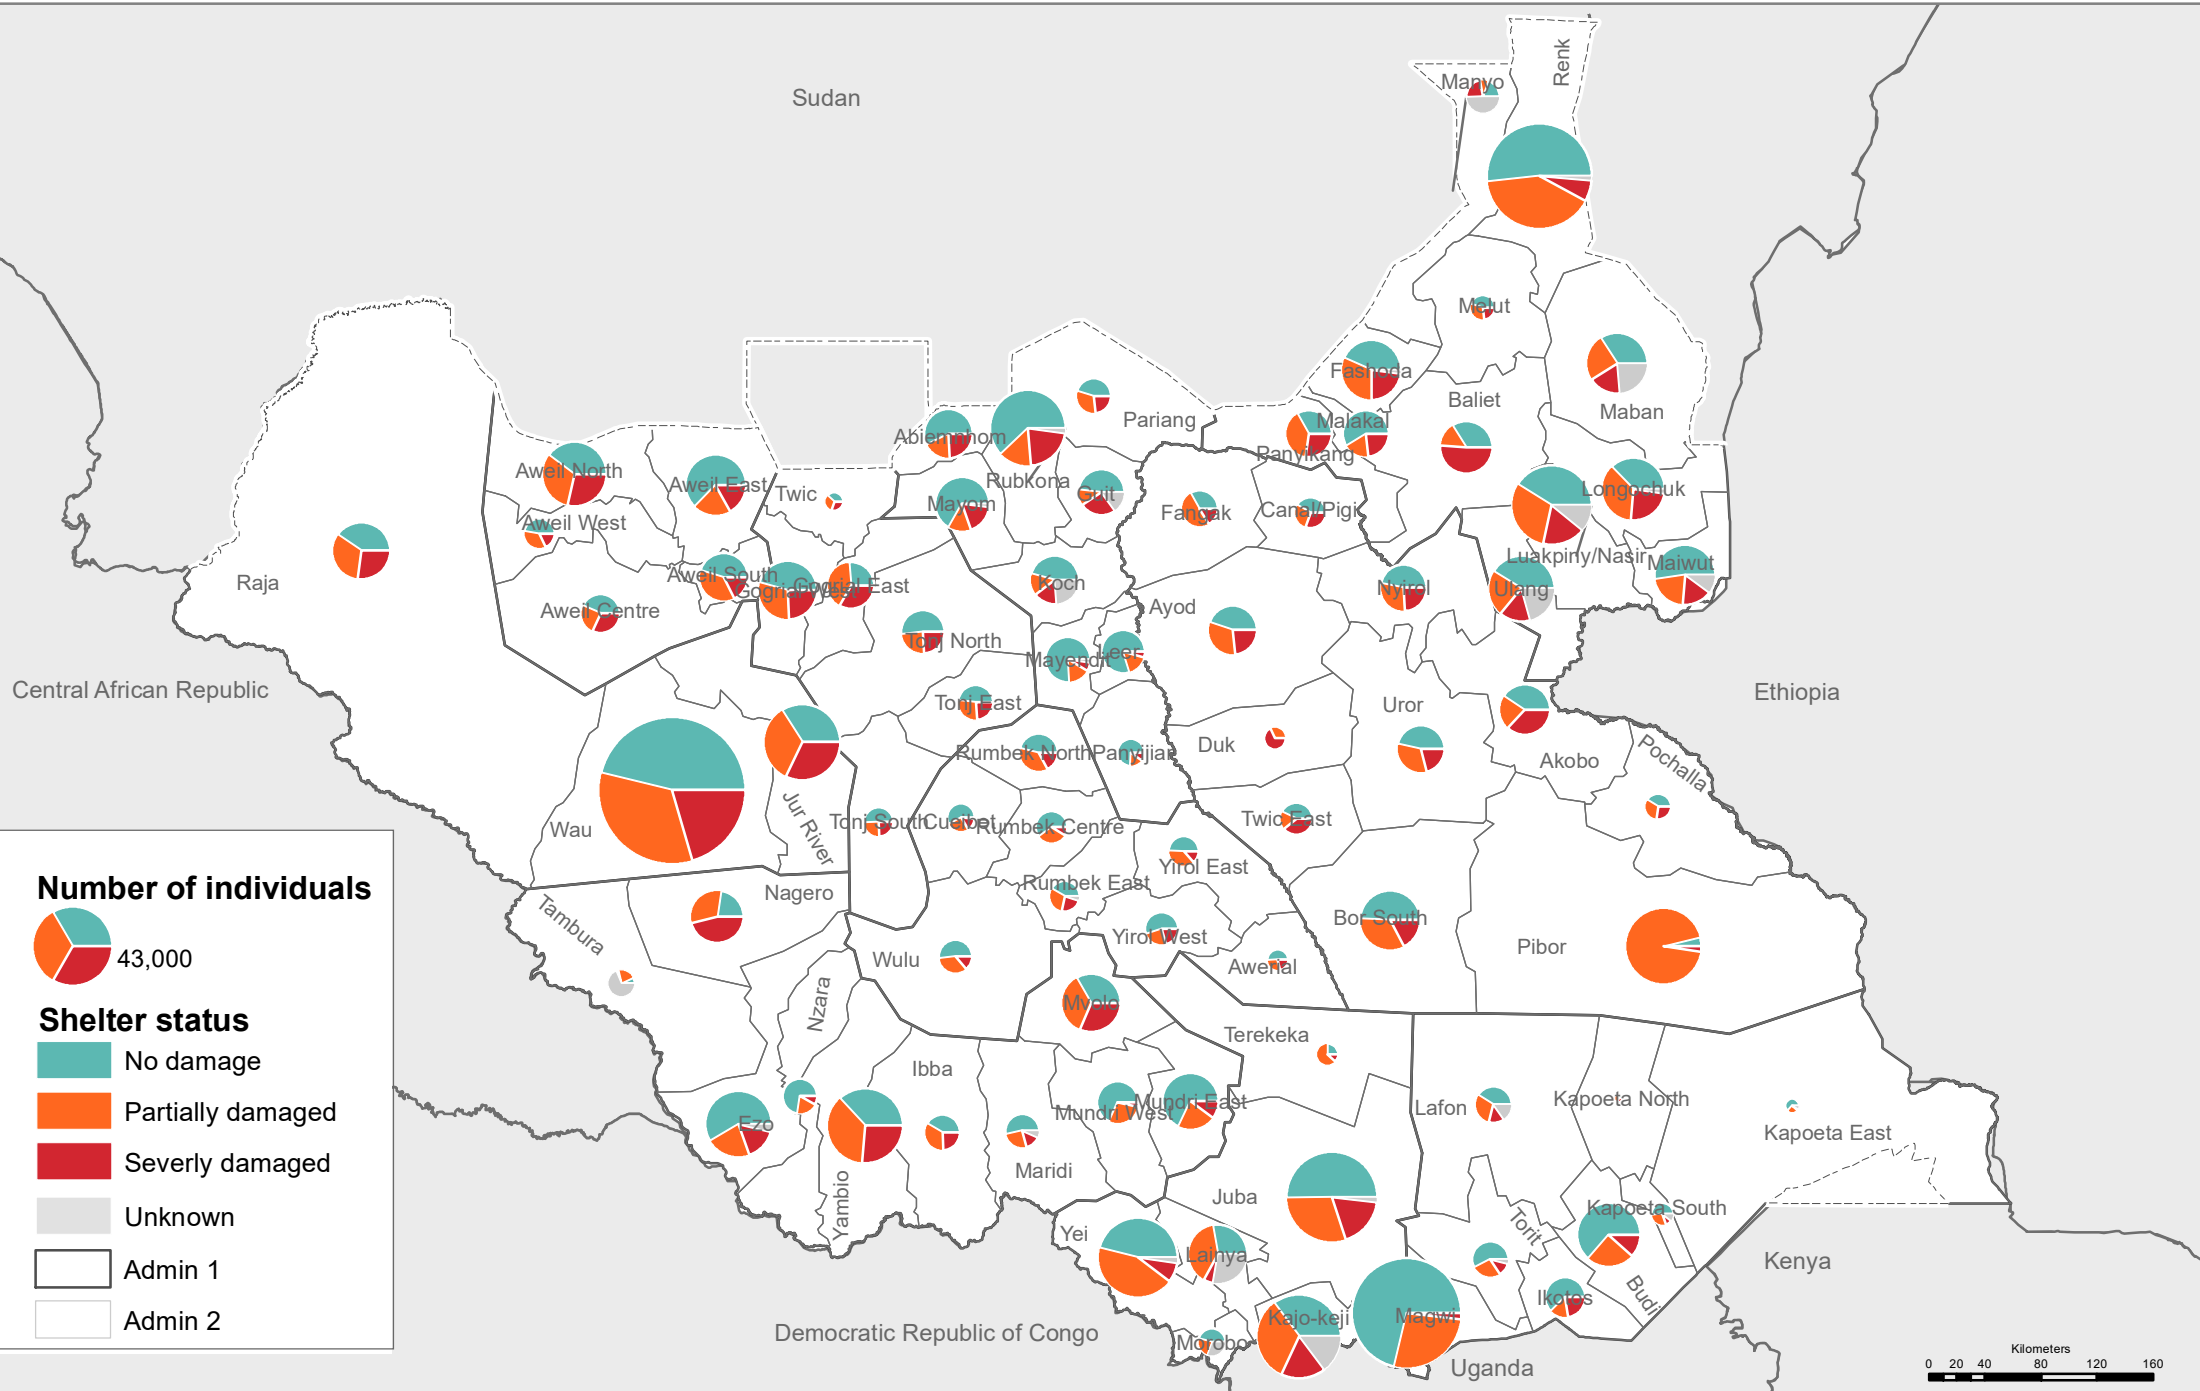 Sudan
Renk
Manyo
Melut
Fashoda
Baliet
Maban
Malakal
Panyikang
Pariang
Abiemnhom
Rubkona
Mayom
Guit
Aweil North
Aweil East
Twic
Aweil West
Fangak
Canal/Pigi
Longochuk
Luakpiny/Nasir
Maiwut
Ulang
Nyirol
Raja
Aweil South
Gogrial West
Gogrial East
Aweil Centre
Koch
Ayod
Tonj North
Mayendit
Leer
Central African Republic
Ethiopia
Tonj East
Uror
Duk
Rumbek North
Panyijiar
Akobo
Pochalla
Wau
Jur River
Tonj South
Cueibet
Rumbek Centre
Twic East
Yirol East
Rumbek East
Nagero
Tambura
Bor South
Pibor
Yirol West
Wulu
Awerial
Nzara
Mvolo
Terekeka
Ibba
Ezo
Mundri West
Mundri East
Lafon
Kapoeta North
Kapoeta East
Maridi
Yambio
Juba
Kapoeta South
Torit
Yei
Lainya
Budi
Ikotos
Kenya
Kajo-keji
Magwi
Morobo
Democratic Republic of Congo
Uganda
Number of individuals
43,000
Shelter status
No damage
Partially damaged
Severly damaged
Unknown
Admin 1
Admin 2
Kilometers
0 20 40 80 120 160